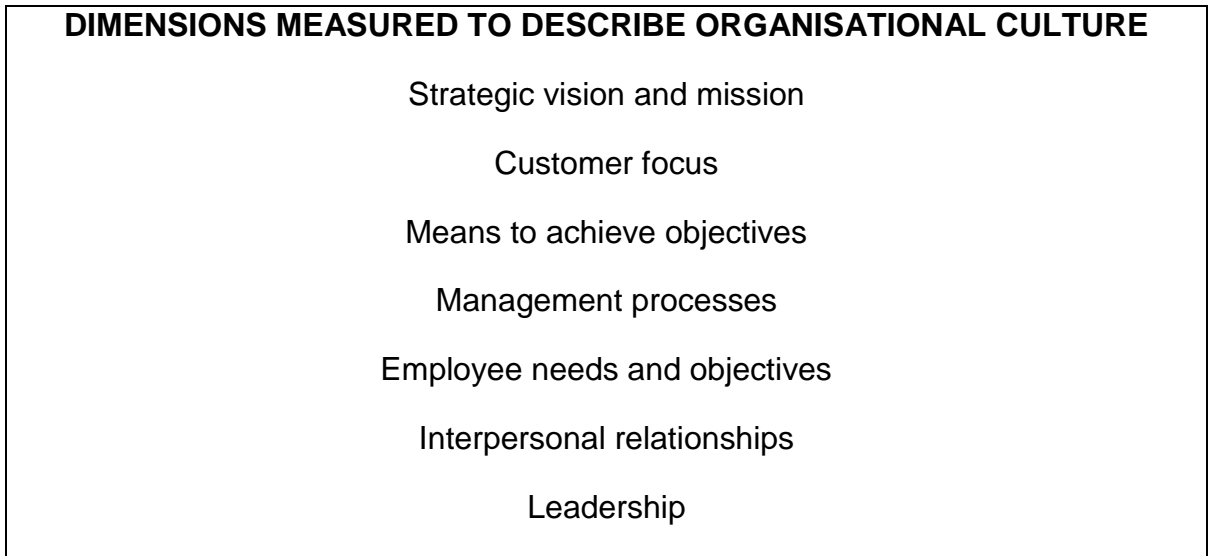 DIMENSIONS MEASURED TO DESCRIBE ORGANISATIONAL CULTURE
Strategic vision and mission
Customer focus
Means to achieve objectives
Management processes
Employee needs and objectives
Interpersonal relationships
Leadership